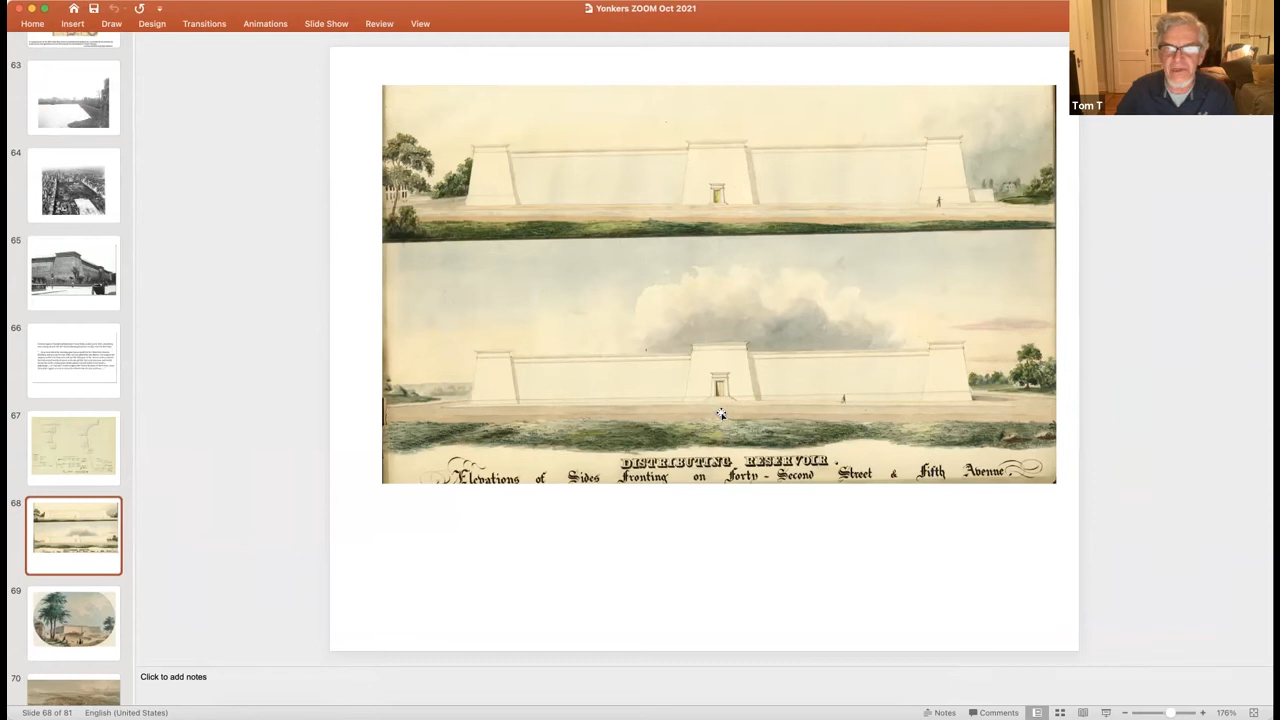 Yonkers ZOOM Oct 2021
Home Insert Draw Design Transitions Animations Slide Show Review View
Tom T
63
64
65
66
67
68
69
70
DISTRIBUTING RESERVOIR.
Elevations of Sides Fronting on Forty-Second Street & Fifth Avenue.
Click to add notes
Slide 68 of 81 English (United States) Notes Comments 176%